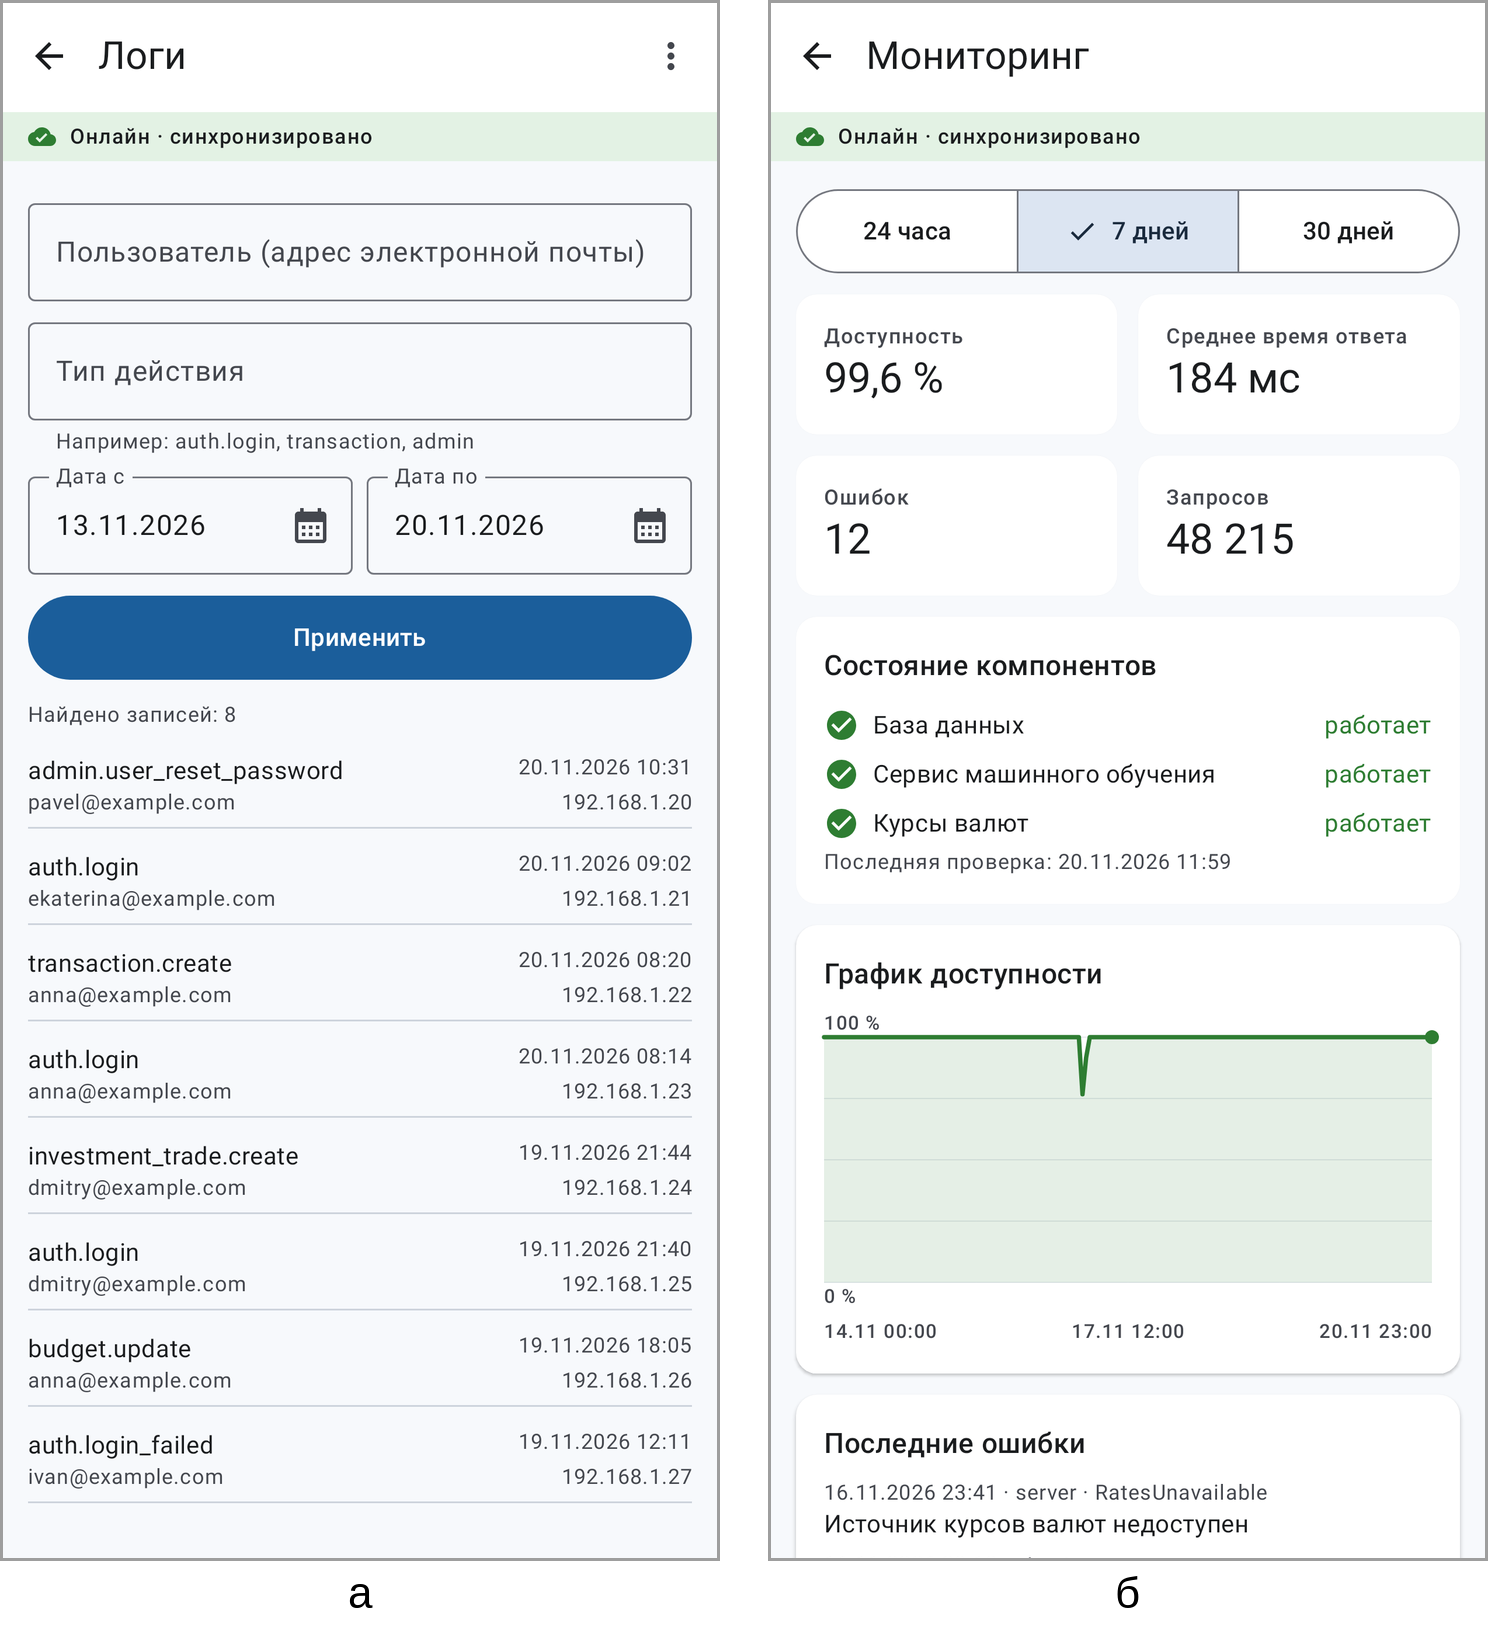 Логи
Онлайн · синхронизировано
Пользователь (адрес электронной почты)
Тип действия
Например: auth.login, transaction, admin
Дата с
Дата по
13.11.2026
20.11.2026
Применить
Найдено записей: 8
admin.user_reset_password 20.11.2026 10:31
pavel@example.com 192.168.1.20
auth.login 20.11.2026 09:02
ekaterina@example.com 192.168.1.21
transaction.create 20.11.2026 08:20
anna@example.com 192.168.1.22
auth.login 20.11.2026 08:14
anna@example.com 192.168.1.23
investment_trade.create 19.11.2026 21:44
dmitry@example.com 192.168.1.24
auth.login 19.11.2026 21:40
dmitry@example.com 192.168.1.25
budget.update 19.11.2026 18:05
anna@example.com 192.168.1.26
auth.login_failed 19.11.2026 12:11
ivan@example.com 192.168.1.27
а
Мониторинг
Онлайн · синхронизировано
24 часа 7 дней 30 дней
Доступность
99,6 %
Среднее время ответа
184 мс
Ошибок
12
Запросов
48 215
Состояние компонентов
База данных работает
Сервис машинного обучения работает
Курсы валют работает
Последняя проверка: 20.11.2026 11:59
График доступности
100 %
0 %
14.11 00:00 17.11 12:00 20.11 23:00
Последние ошибки
16.11.2026 23:41 · server · RatesUnavailable
Источник курсов валют недоступен
б